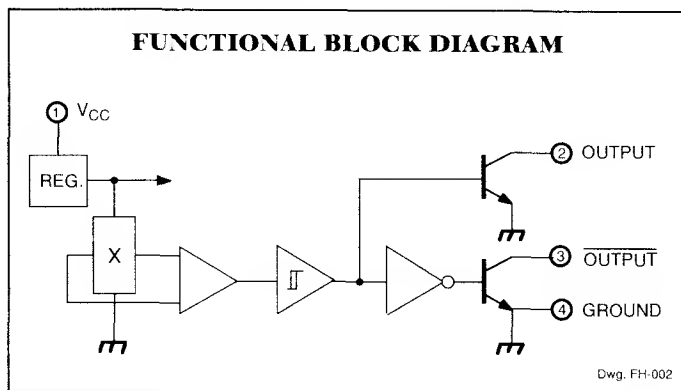 FUNCTIONAL BLOCK DIAGRAM
1 VCC
REG.
X
2 OUTPUT
3 OUTPUT
4 GROUND
Dwg. FH-002